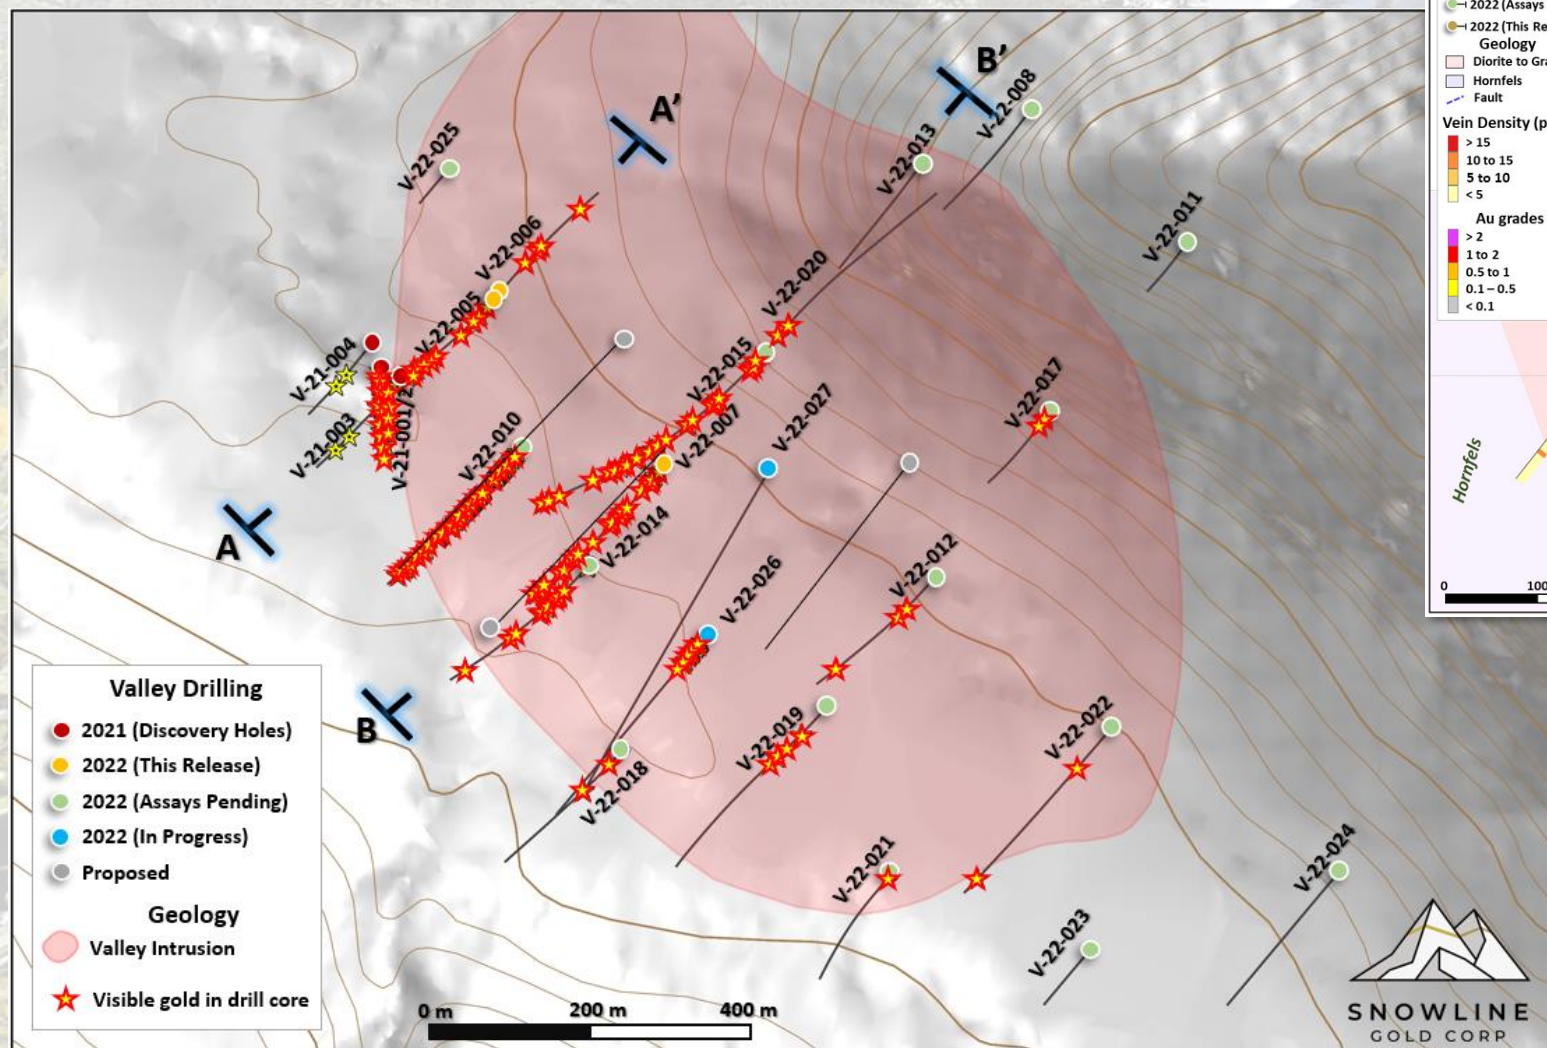 B’
A’
V-22-008
V-22-013
V-22-025
V-22-011
V-22-006
V-22-020
V-22-005
V-21-004
V-22-015
V-22-017
V-22-027
V-21-003
V-21-001/2
V-22-010
V-22-007
A
V-22-014
V-22-012
V-22-026
B
V-22-019
V-22-022
V-22-018
V-22-021
V-22-024
V-22-023
Valley Drilling
2021 (Discovery Holes)
2022 (This Release)
2022 (Assays Pending)
2022 (In Progress)
Proposed
Geology
Valley Intrusion
Visible gold in drill core
0 m
200 m
400 m
2022 (Assays
2022 (This Re
Geology
Diorite to Gra
Hornfels
Fault
Vein Density (p
> 15
10 to 15
5 to 10
< 5
Au grades
> 2
1 to 2
0.5 to 1
0.1 – 0.5
< 0.1
Hornfels
0
100
SNOWLINE
GOLD CORP